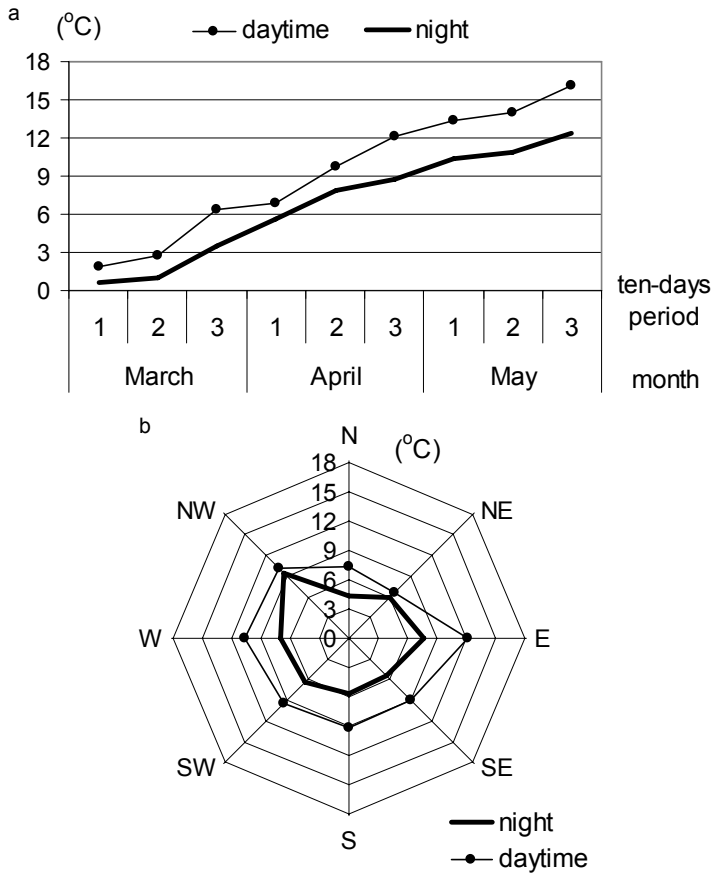 a
(°C)
daytime
night
18
15
12
9
6
3
0
1 2 3 1 2 3 1 2 3
ten-days
period
March April May
month
b
N
(°C)
18
15
12
9
6
3
0
NW
NE
W
E
SW
SE
S
night
daytime